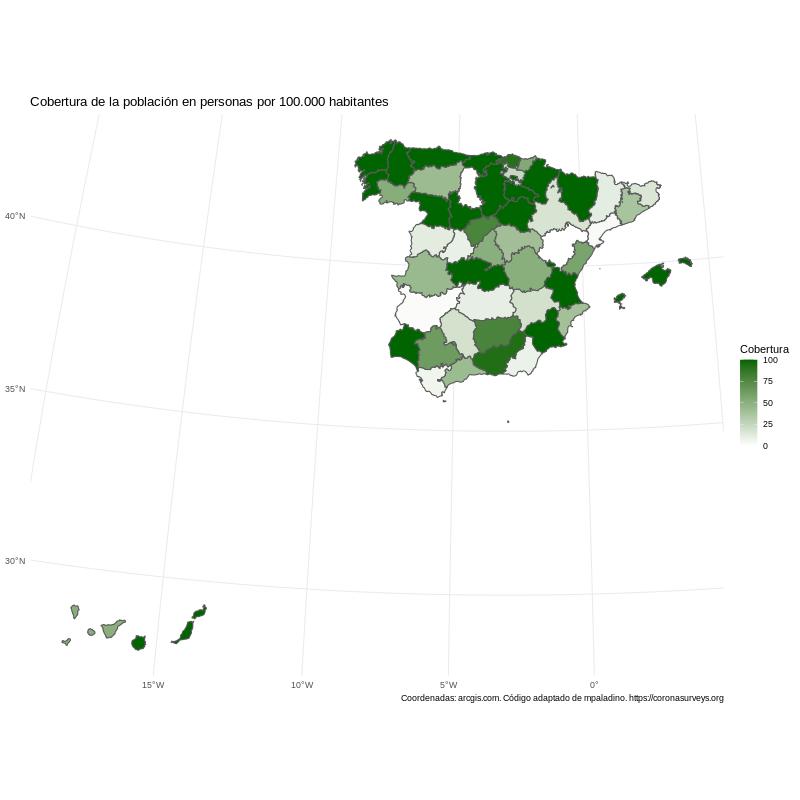 Cobertura de la población en personas por 100.000 habitantes
40°N
35°N
30°N
15°W
10°W
5°W
0°
Cobertura
100
75
50
25
0
Coordenadas: arcgis.com. Código adaptado de mpaladino. https://coronasurveys.org